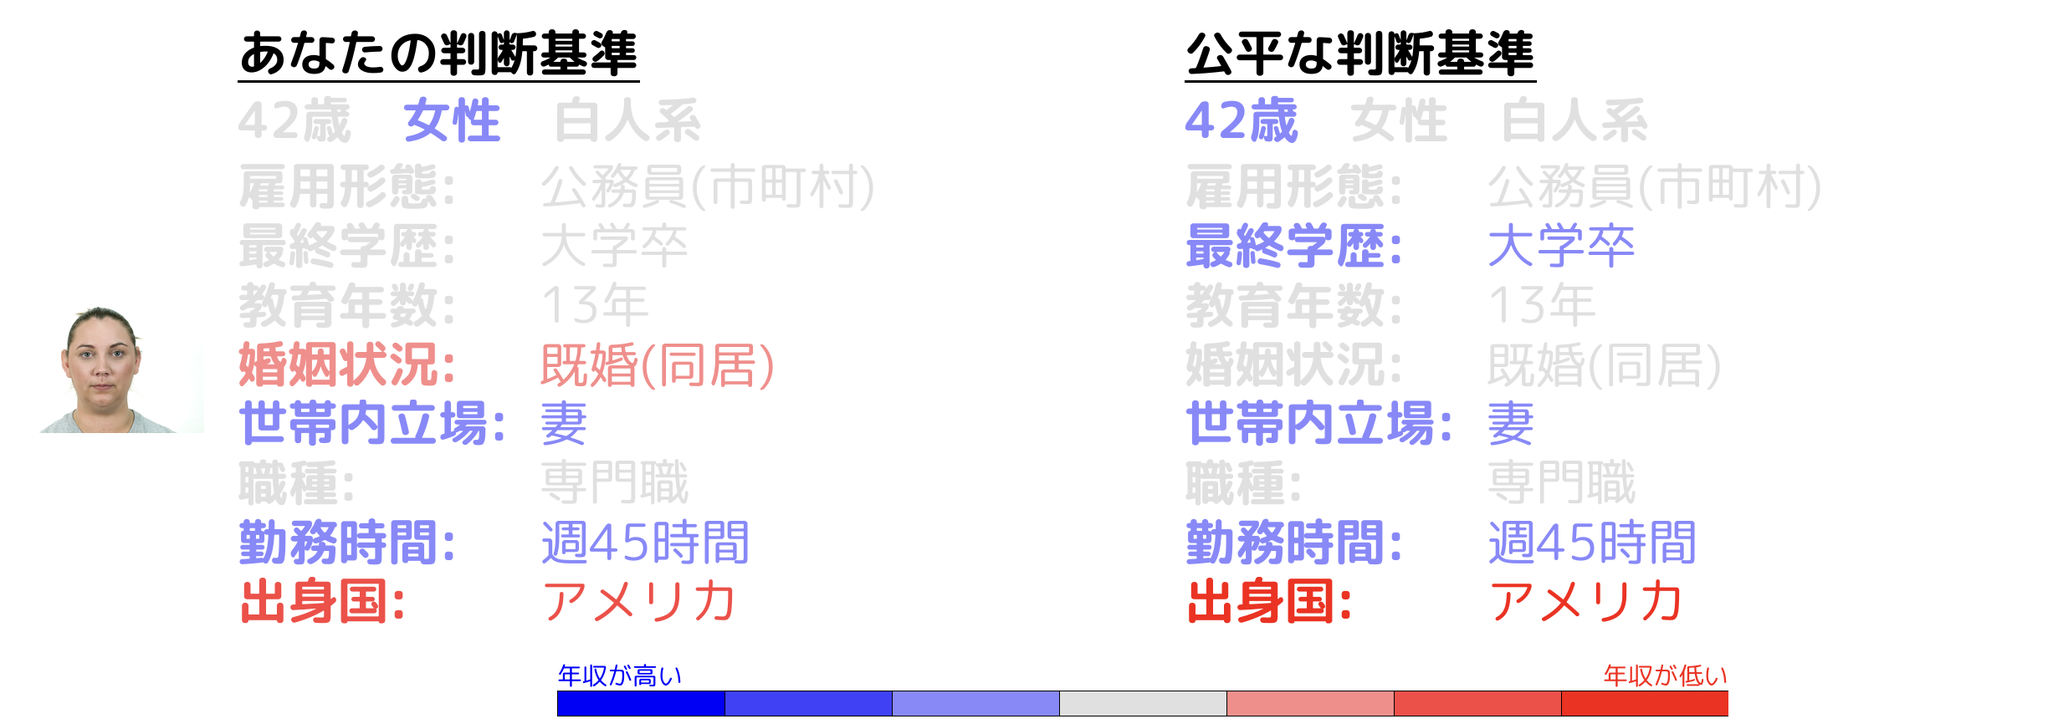 あなたの判断基準
42歳 女性 白人系
雇用形態: 公務員(市町村)
最終学歴: 大学卒
教育年数: 13年
婚姻状況: 既婚(同居)
世帯内立場: 妻
職種: 専門職
勤務時間: 週45時間
出身国: アメリカ
公平な判断基準
42歳 女性 白人系
雇用形態: 公務員(市町村)
最終学歴: 大学卒
教育年数: 13年
婚姻状況: 既婚(同居)
世帯内立場: 妻
職種: 専門職
勤務時間: 週45時間
出身国: アメリカ
年収が高い 年収が低い